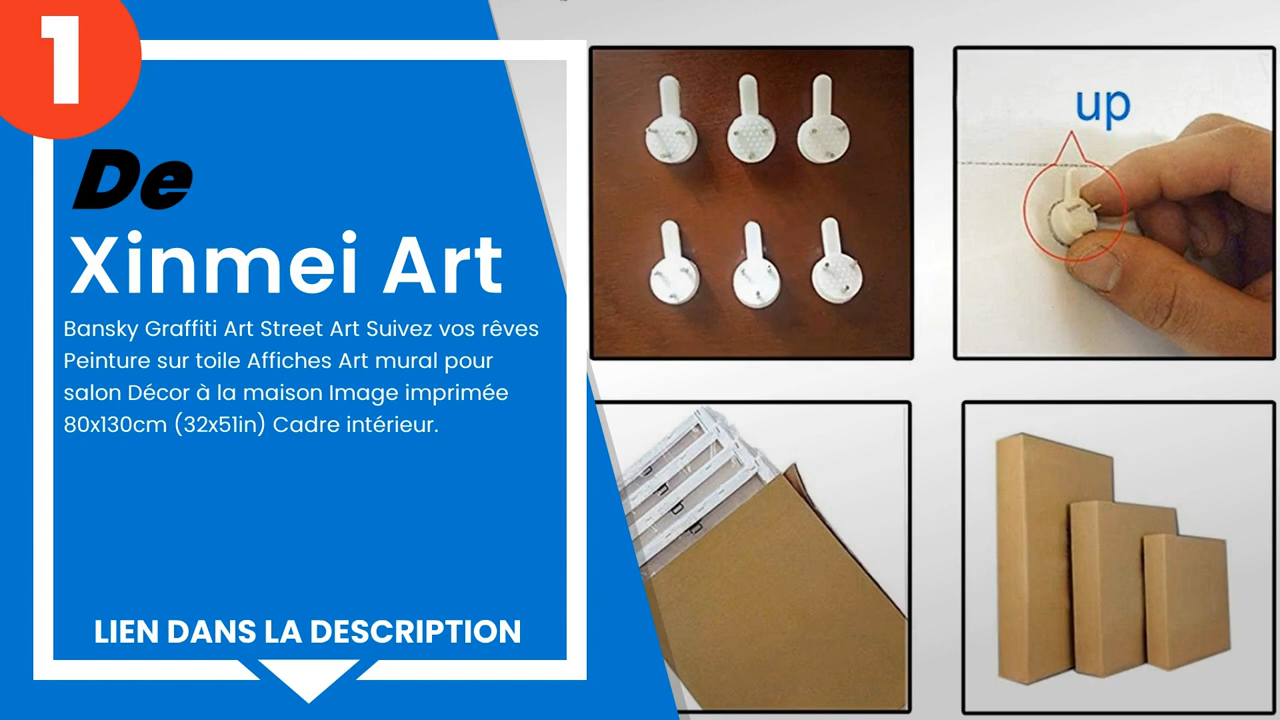 1
De
Xinmei Art
Bansky Graffiti Art Street Art Suivez vos rêves
Peinture sur toile Affiches Art mural pour
salon Décor à la maison Image imprimée
80x130cm (32x51in) Cadre intérieur.
LIEN DANS LA DESCRIPTION
up